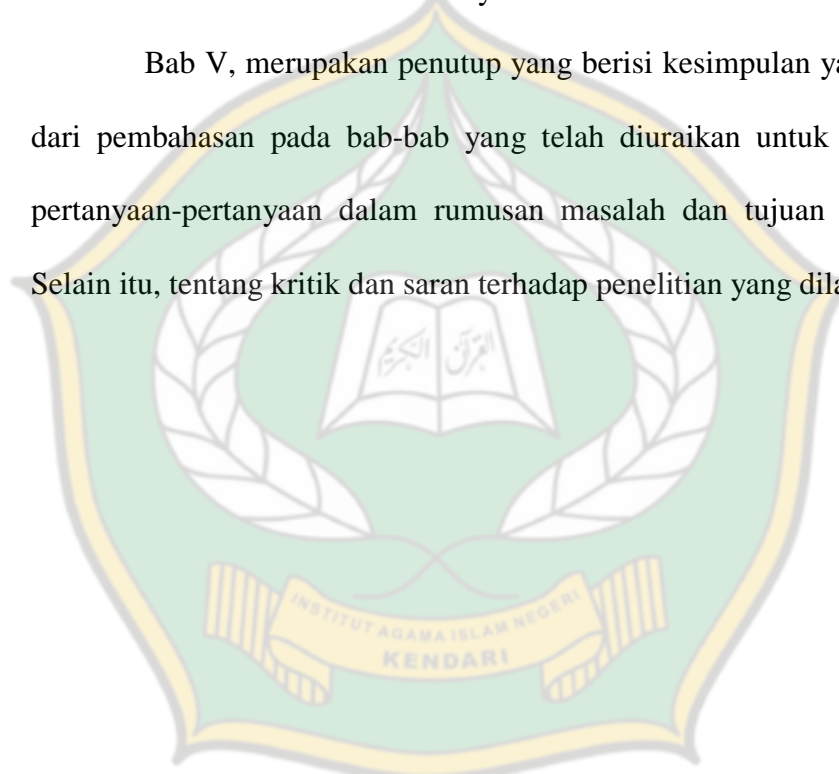 Bab V, merupakan penutup yang berisi kesimpulan
dari pembahasan pada bab-bab yang telah diuraikan untuk
pertanyaan-pertanyaan dalam rumusan masalah dan tujuan
Selain itu, tentang kritik dan saran terhadap penelitian yang
القرآن الكريم
INSTITUT AGAMA ISLAM NEGERI
KENDARI